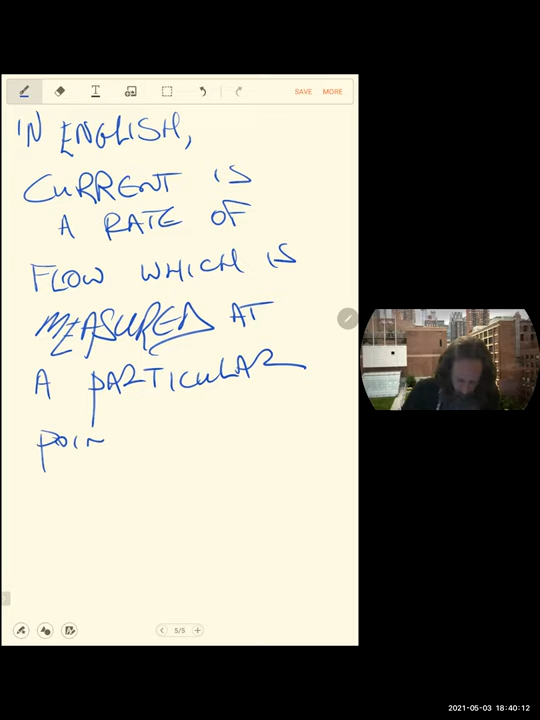 T
SAVE MORE
IN ENGLISH,
CURRENT IS
A RATE OF
FLOW WHICH IS
MEASURED AT
A PARTICULAR
POIN
5/5
2021-05-03 18:40:12